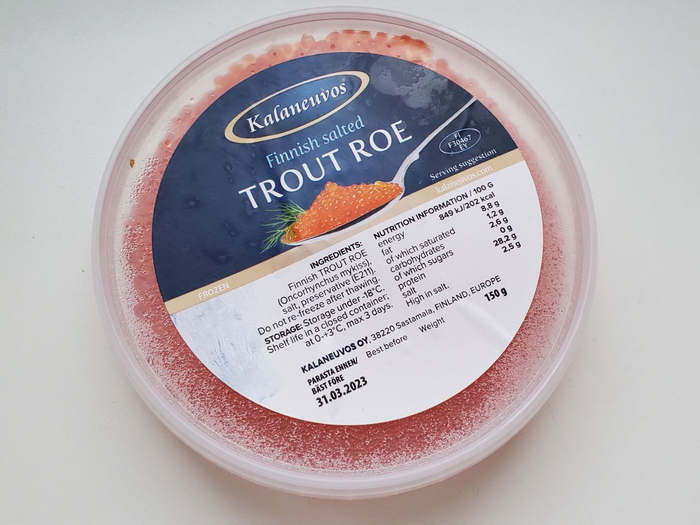 Kalaneuvos
Finnish salted
TROUT ROE
FI
F30467
EY
Serving suggestion
kalaneuvos.com
FROZEN
INGREDIENTS:
Finnish TROUT ROE
(Oncorhynchus mykiss),
salt, preservative (E211).
Do not re-freeze after thawing.
STORAGE: Storage under -18°C.
Shelf life in a closed container;
at 0-+3°C, max 3 days.
NUTRITION INFORMATION / 100 G
energy 849 kJ/202 kcal
fat 8,8 g
of which saturated 1,2 g
carbohydrates 2,6 g
of which sugars 0 g
protein 28,2 g
salt 2,5 g
High in salt.
KALANEUVOS OY, 38220 Sastamala, FINLAND, EUROPE
PARASTA ENNEN/ Best before Weight 150 g
BÄST FÖRE
31.03.2023